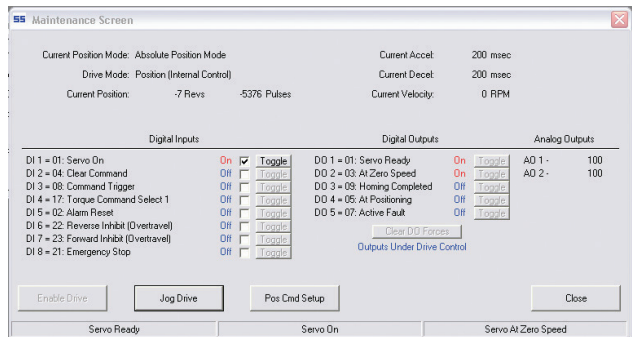 SS Maintenance Screen
Current Position Mode: Absolute Position Mode Current Accel: 200 msec
Drive Mode: Position (Internal Control) Current Decel: 200 msec
Current Position: -7 Revs -5376 Pulses Current Velocity: 0 RPM
Digital Inputs Digital Outputs Analog Outputs
DI 1 = 01: Servo On On Toggle DO 1 = 01: Servo Ready On Toggle AO 1 - 100
DI 2 = 04: Clear Command Off Toggle DO 2 = 03: At Zero Speed On Toggle AO 2 - 100
DI 3 = 08: Command Trigger Off Toggle DO 3 = 09: Homing Completed Off Toggle
DI 4 = 17: Torque Command Select 1 Off Toggle DO 4 = 05: At Positioning Off Toggle
DI 5 = 02: Alarm Reset Off Toggle DO 5 = 07: Active Fault Off Toggle
DI 6 = 22: Reverse Inhibit (Overtravel) Off Toggle Clear DO Forces
DI 7 = 23: Forward Inhibit (Overtravel) Off Toggle Outputs Under Drive Control
DI 8 = 21: Emergency Stop Off Toggle
Enable Drive Jog Drive Pos Cmd Setup Close
Servo Ready Servo On Servo At Zero Speed